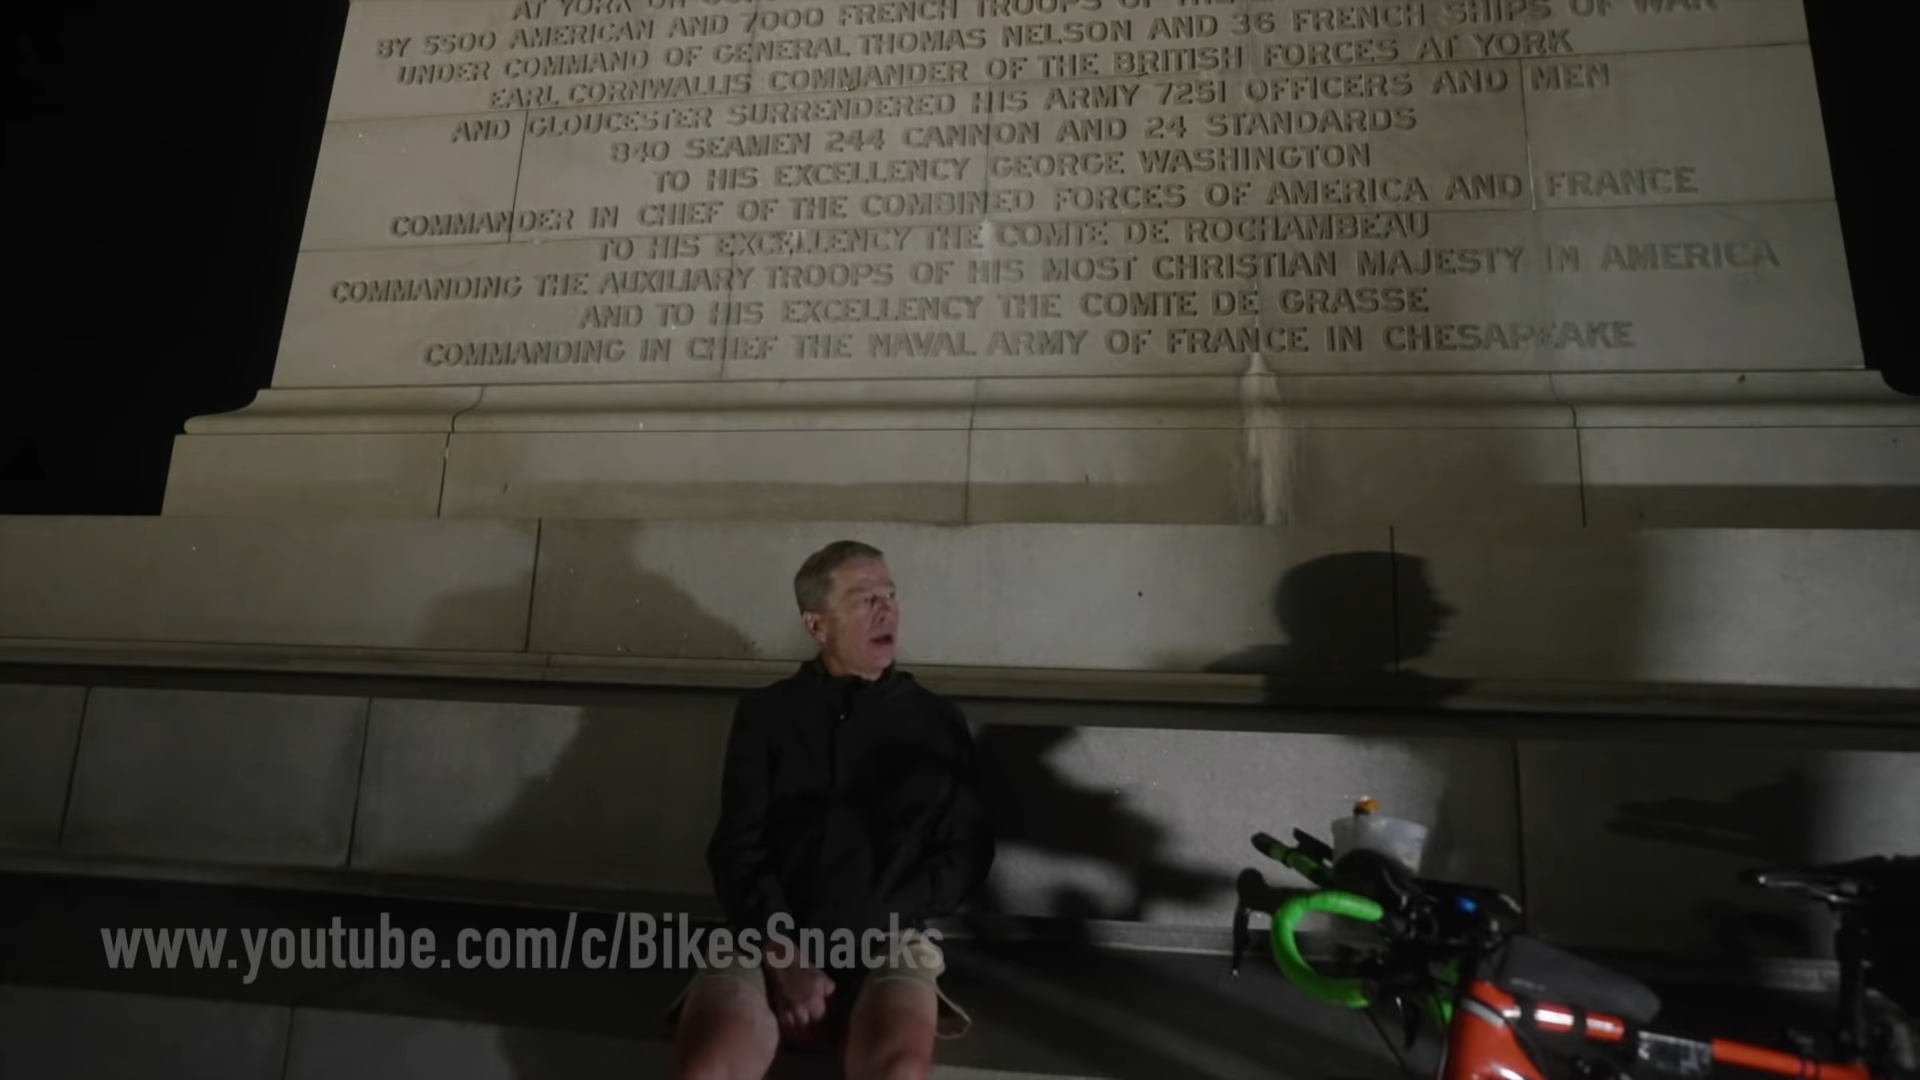 AT YORK ON
BY 5500 AMERICAN AND 7000 FRENCH TROOPS OF THE
UNDER COMMAND OF GENERAL THOMAS NELSON AND 36 FRENCH SHIPS OF WAR
EARL CORNWALLIS COMMANDER OF THE BRITISH FORCES AT YORK
AND GLOUCESTER SURRENDERED HIS ARMY 7251 OFFICERS AND MEN
840 SEAMEN 244 CANNON AND 24 STANDARDS
TO HIS EXCELLENCY GEORGE WASHINGTON
COMMANDER IN CHIEF OF THE COMBINED FORCES OF AMERICA AND FRANCE
TO HIS EXCELLENCY THE COMTE DE ROCHAMBEAU
COMMANDING THE AUXILIARY TROOPS OF HIS MOST CHRISTIAN MAJESTY IN AMERICA
AND TO HIS EXCELLENCY THE COMTE DE GRASSE
COMMANDING IN CHIEF THE NAVAL ARMY OF FRANCE IN CHESAPEAKE
www.youtube.com/c/BikesSnacks